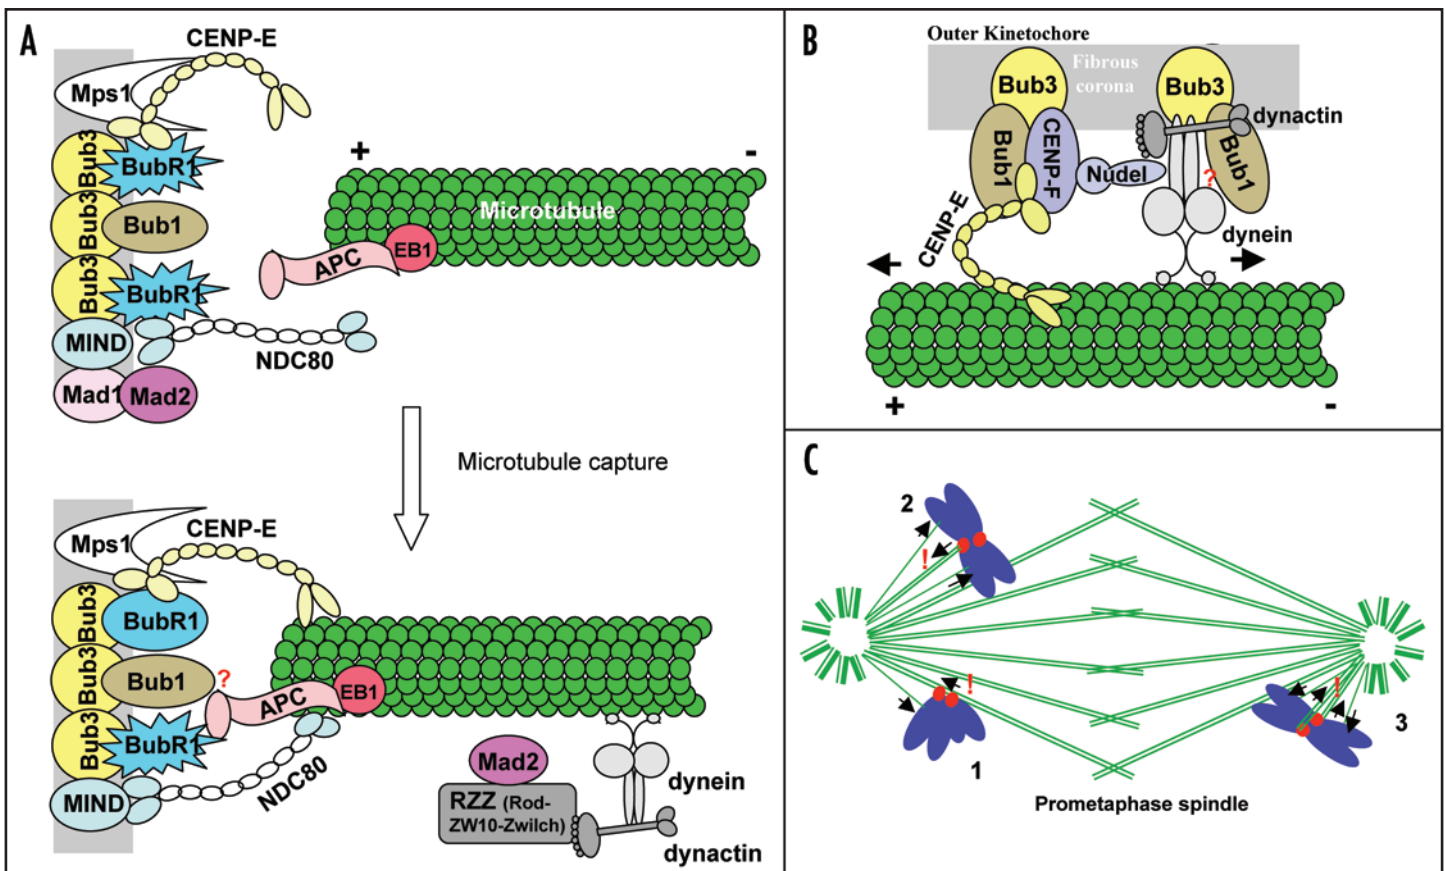 A
CENP-E
Mps1
Bub3
BubR1
Bub3
Bub1
Bub3
BubR1
MIND
NDC80
Mad1
Mad2
+
-
Microtubule
APC
EB1
Microtubule capture
CENP-E
Mps1
Bub3
BubR1
Bub3
Bub1
?
Bub3
BubR1
APC
EB1
MIND
NDC80
Mad2
RZZ (Rod-
ZW10-Zwilch)
dynein
dynactin
B
Outer Kinetochore
Fibrous
corona
Bub3
Bub3
Bub1
CENP-F
Nudel
dynactin
Bub1
?
CENP-E
dynein
+
-
C
2
!
!
1
!
3
Prometaphase spindle